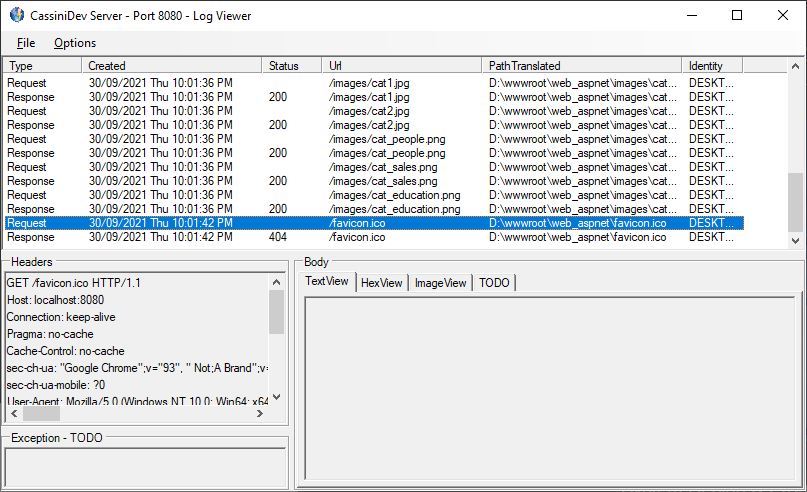 CassiniDev Server - Port 8080 - Log Viewer
File Options
Type Created Status Url PathTranslated Identity
Request 30/09/2021 Thu 10:01:36 PM /images/cat1.jpg D:\wwwroot\web_aspnet\images\cat... DESKT...
Response 30/09/2021 Thu 10:01:36 PM 200 /images/cat1.jpg D:\wwwroot\web_aspnet\images\cat... DESKT...
Request 30/09/2021 Thu 10:01:36 PM /images/cat2.jpg D:\wwwroot\web_aspnet\images\cat... DESKT...
Response 30/09/2021 Thu 10:01:36 PM 200 /images/cat2.jpg D:\wwwroot\web_aspnet\images\cat... DESKT...
Request 30/09/2021 Thu 10:01:36 PM /images/cat_people.png D:\wwwroot\web_aspnet\images\cat... DESKT...
Response 30/09/2021 Thu 10:01:36 PM 200 /images/cat_people.png D:\wwwroot\web_aspnet\images\cat... DESKT...
Request 30/09/2021 Thu 10:01:36 PM /images/cat_sales.png D:\wwwroot\web_aspnet\images\cat... DESKT...
Response 30/09/2021 Thu 10:01:36 PM 200 /images/cat_sales.png D:\wwwroot\web_aspnet\images\cat... DESKT...
Request 30/09/2021 Thu 10:01:36 PM /images/cat_education.png D:\wwwroot\web_aspnet\images\cat... DESKT...
Response 30/09/2021 Thu 10:01:36 PM 200 /images/cat_education.png D:\wwwroot\web_aspnet\images\cat... DESKT...
Request 30/09/2021 Thu 10:01:42 PM /favicon.ico D:\wwwroot\web_aspnet\favicon.ico DESKT...
Response 30/09/2021 Thu 10:01:42 PM 404 /favicon.ico D:\wwwroot\web_aspnet\favicon.ico DESKT...
Headers
GET /favicon.ico HTTP/1.1
Host: localhost:8080
Connection: keep-alive
Pragma: no-cache
Cache-Control: no-cache
sec-ch-ua: "Google Chrome";v="93", " Not;A Brand";v=
sec-ch-ua-mobile: ?0
User-Agent: Mozilla/5.0 (Windows NT 10.0; Win64; x64
Exception - TODO
Body
TextView HexView ImageView TODO